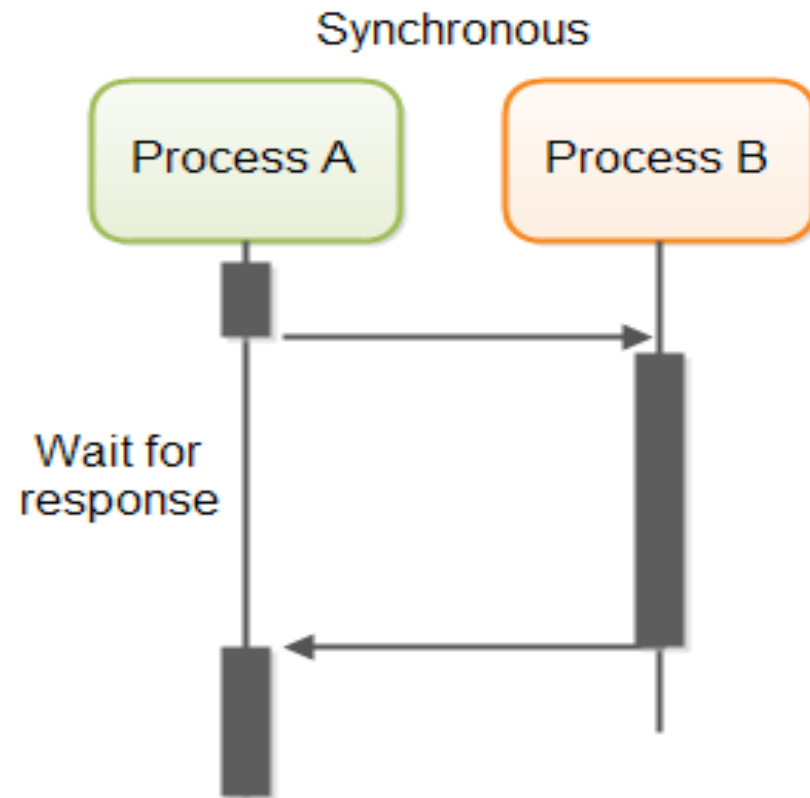 Synchronous
Process A
Process B
Wait for
response